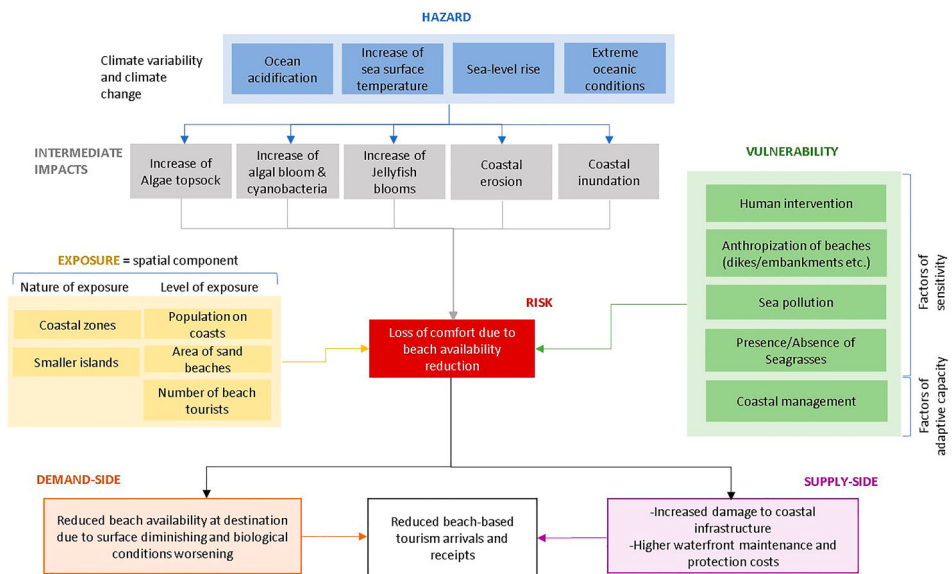 HAZARD
Climate variability
and climate
change
Ocean
acidification
Increase of
sea surface
temperature
Sea-level rise
Extreme
oceanic
conditions
INTERMEDIATE
IMPACTS
Increase of
Algae topsock
Increase of
algal bloom &
cyanobacteria
Increase of
Jellyfish
blooms
Coastal
erosion
Coastal
inundation
VULNERABILITY
Human intervention
Anthropization of beaches
(dikes/embankments etc.)
Sea pollution
Presence/Absence of
Seagrasses
Coastal management
Factors of
sensitivity
Factors of
adaptive capacity
EXPOSURE = spatial component
Nature of exposure
Level of exposure
Coastal zones
Smaller islands
Population on
coasts
Area of sand
beaches
Number of beach
tourists
RISK
Loss of comfort due to
beach availability
reduction
DEMAND-SIDE
Reduced beach availability at destination
due to surface diminishing and biological
conditions worsening
Reduced beach-based
tourism arrivals and
receipts
SUPPLY-SIDE
-Increased damage to coastal
infrastructure
-Higher waterfront maintenance and
protection costs